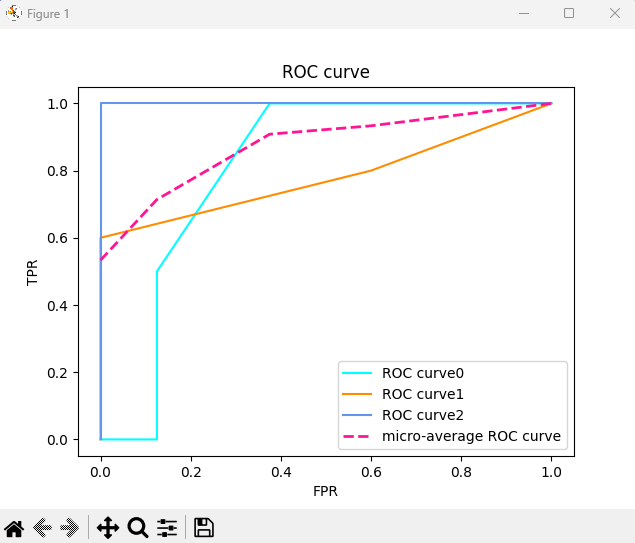 Figure 1
ROC curve
1.0
0.8
0.6
0.4
0.2
0.0
TPR
ROC curve0
ROC curve1
ROC curve2
micro-average ROC curve
0.0 0.2 0.4 0.6 0.8 1.0
FPR